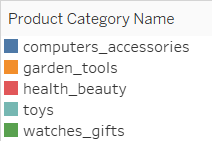 Product Category Name
computers_accessories
garden_tools
health_beauty
toys
watches_gifts